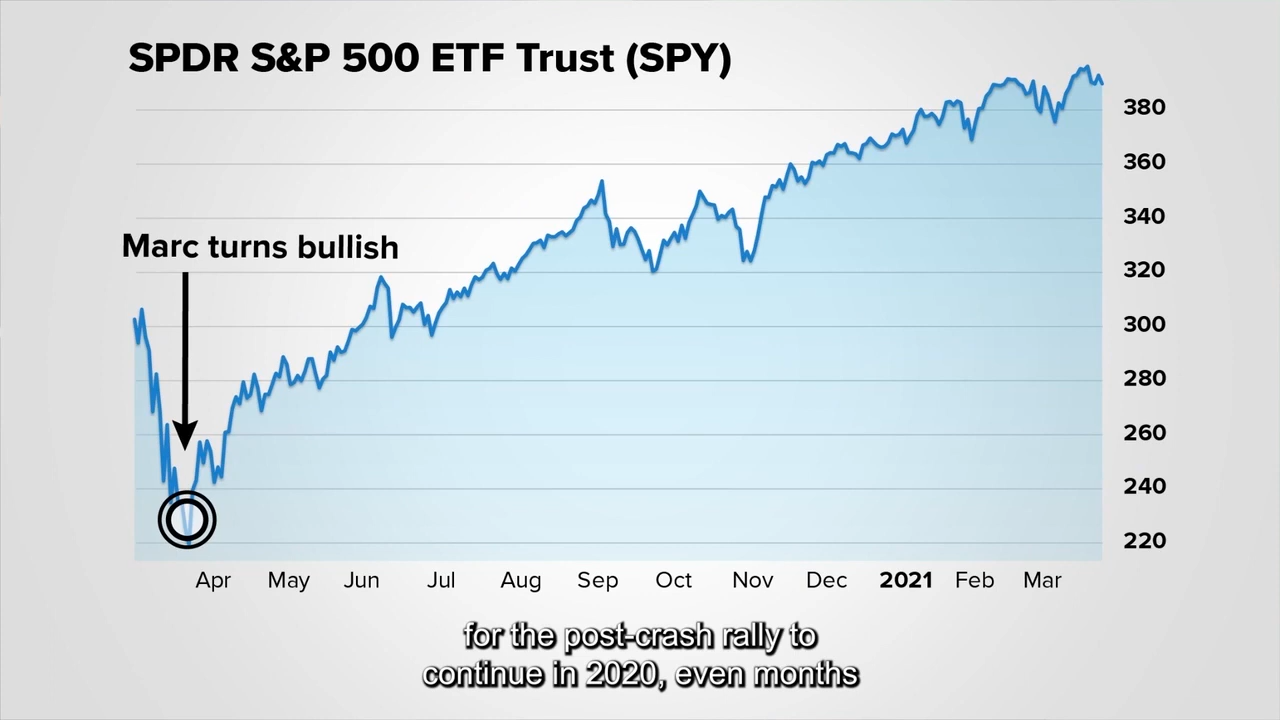 SPDR S&P 500 ETF Trust (SPY)
380
360
340
Marc turns bullish
320
300
280
260
240
220
Apr May Jun Jul Aug Sep Oct Nov Dec 2021 Feb Mar
for the post-crash rally to
continue in 2020, even months